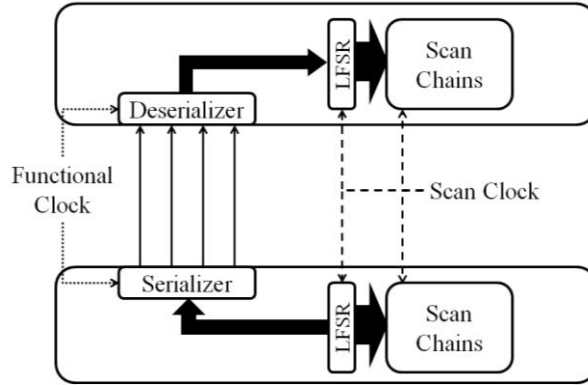 LFSR
Scan
Chains
Deserializer
Functional
Clock
Scan Clock
Serializer
LFSR
Scan
Chains